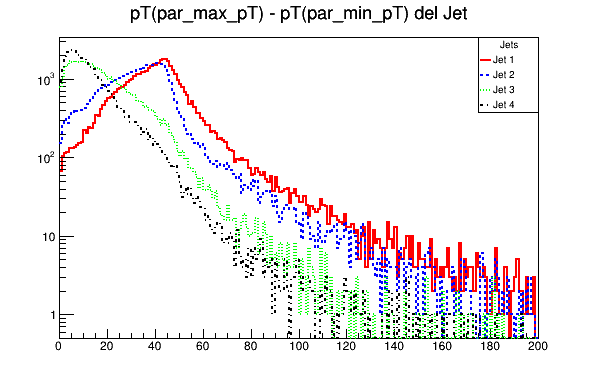 pT(par_max_pT) - pT(par_min_pT) del Jet
Jets
Jet 1
Jet 2
Jet 3
Jet 4
10³
10²
10
1
0 20 40 60 80 100 120 140 160 180 200